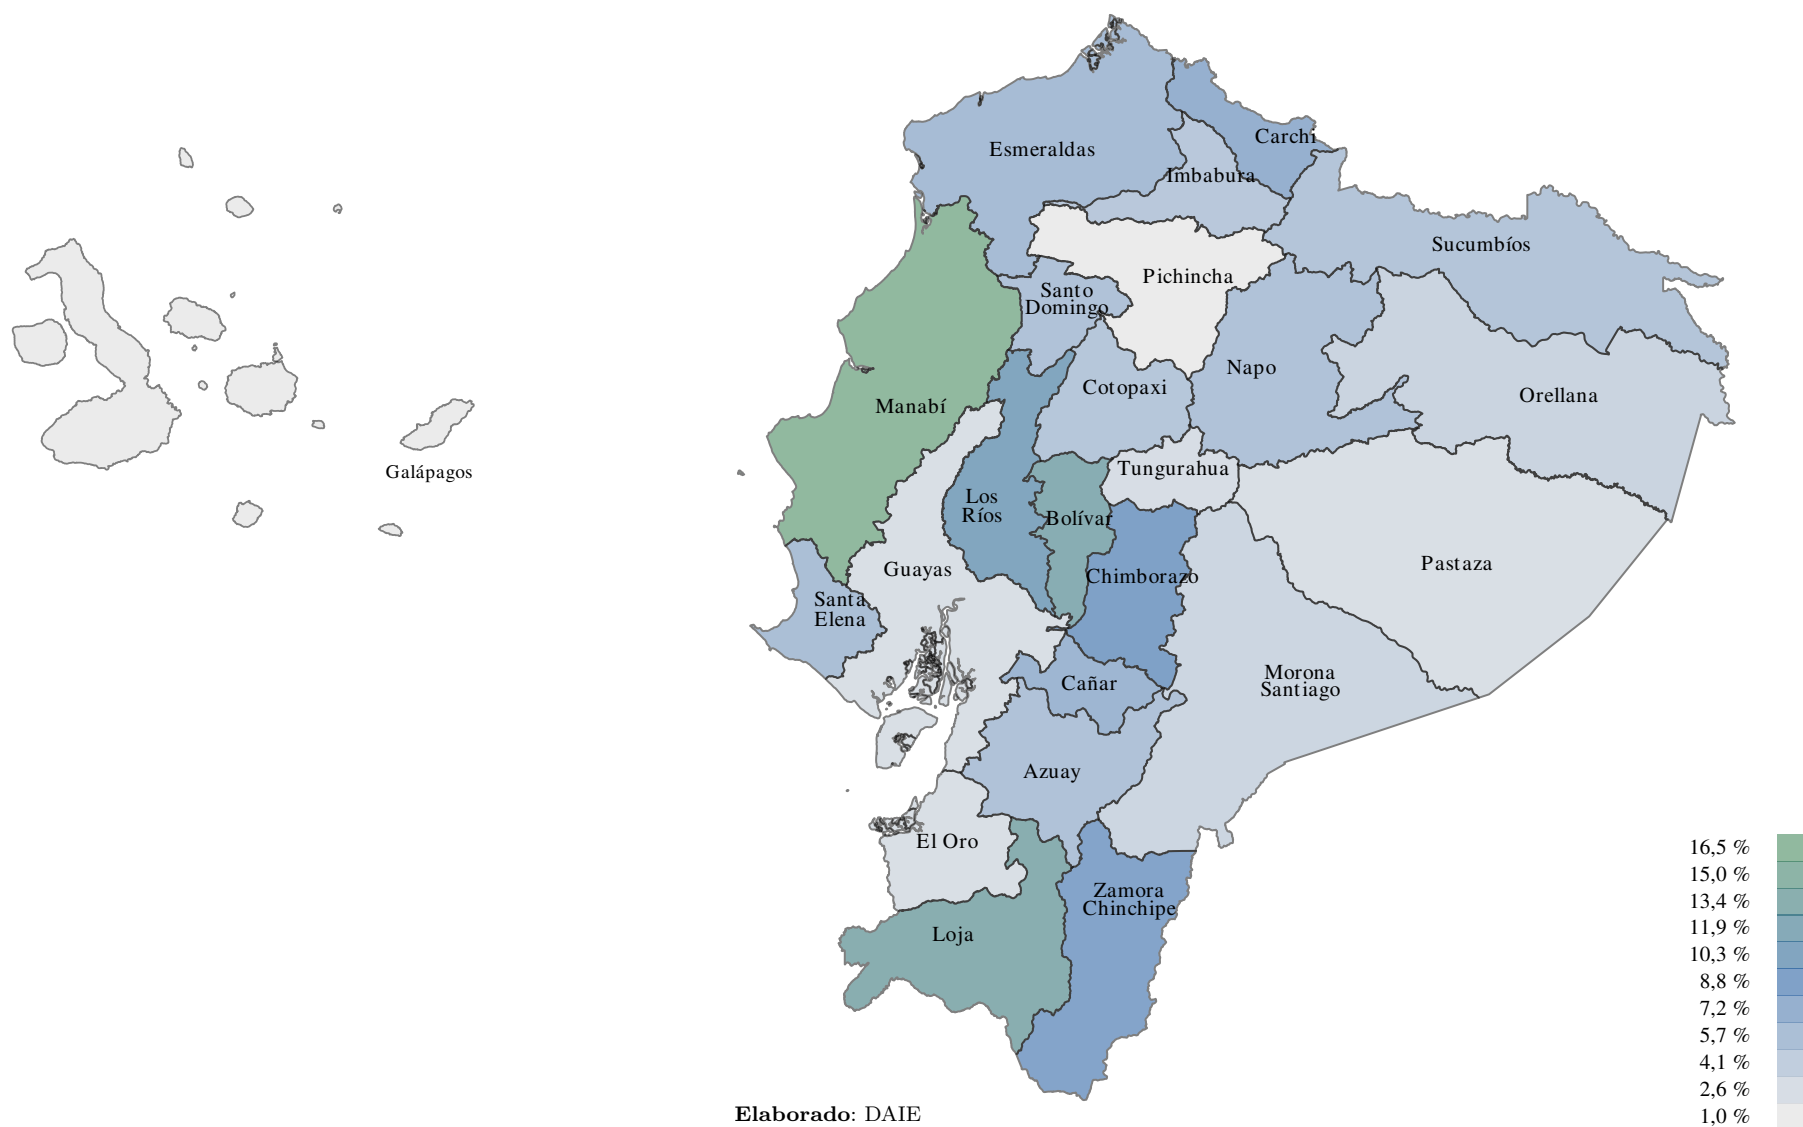 Carchi
Esmeraldas
Imbabura
Sucumbíos
Pichincha
Santo
Domingo
Napo
Cotopaxi
Orellana
Manabí
Galápagos
Tungurahua
Los
Ríos
Bolívar
Guayas
Pastaza
Chimborazo
Santa
Elena
Morona
Santiago
Cañar
Azuay
El Oro
Zamora
Chinchipe
Loja
16,5 %
15,0 %
13,4 %
11,9 %
10,3 %
8,8 %
7,2 %
5,7 %
4,1 %
2,6 %
1,0 %
Elaborado: DAIE